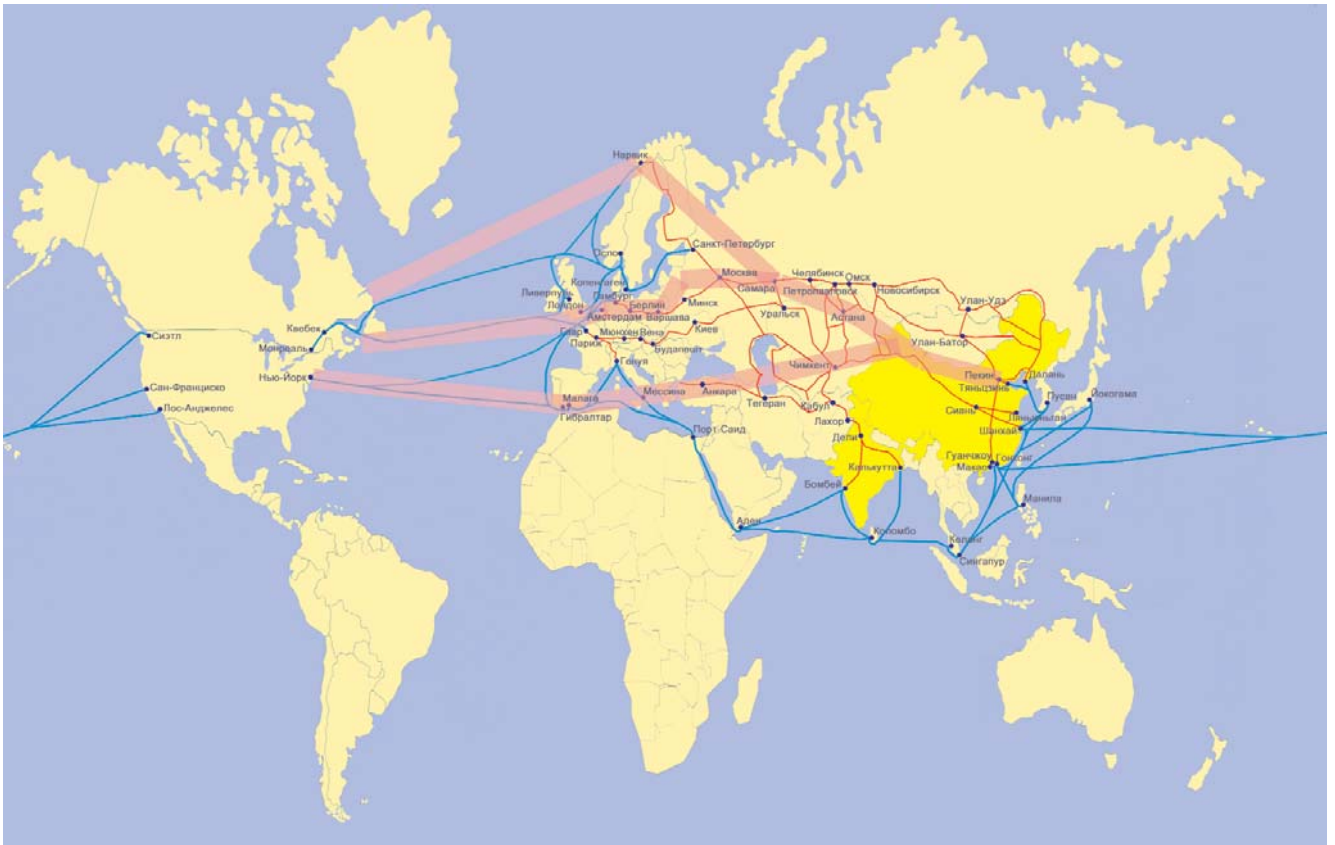 Нарвик
Осло
Санкт-Петербург
Копенгаген
Москва
Челябинск
Омск
Ливерпуль
Гамбург
Самара
Петропавловск
Новосибирск
Лондон
Берлин
Минск
Улан-Удэ
Амстердам
Варшава
Уральск
Астана
Квебек
Гавр
Мюнхен
Вена
Киев
Сиэтл
Париж
Будапешт
Улан-Батор
Монреаль
Генуя
Чимкент
Нью-Йорк
Пекин
Далянь
Сан-Франциско
Мессина
Анкара
Тяньцзинь
Малага
Тегеран
Кабул
Пусан
Йокогама
Лос-Анджелес
Гибралтар
Сиань
Ляньюньган
Лахор
Шанхай
Порт-Саид
Дели
Гуанчжоу
Гонконг
Калькутта
Макао
Бомбей
Манила
Аден
Коломбо
Келанг
Сингапур